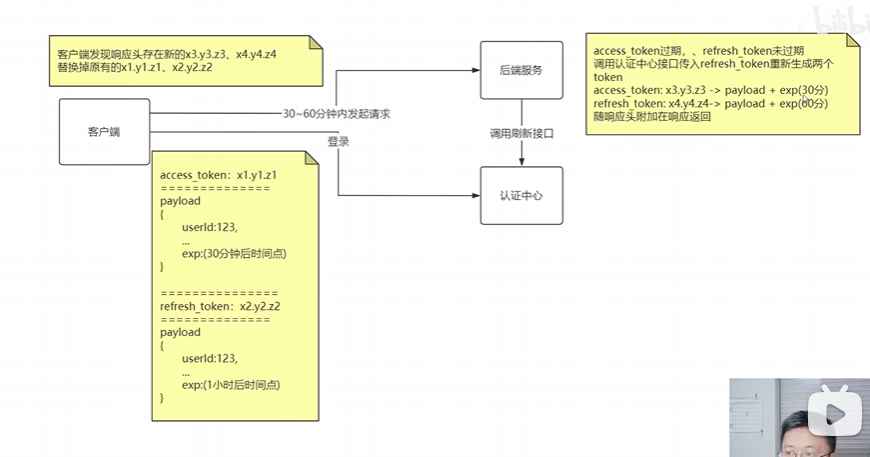 bilibili
客户端发现响应头存在新的x3.y3.z3、x4.y4.z4
替换掉原有的x1.y1.z1、x2.y2.z2
access_token过期，、refresh_token未过期
调用认证中心接口传入refresh_token重新生成两个
token
access_token: x3.y3.z3 -> payload + exp(30分)
refresh_token: x4.y4.z4-> payload + exp(60分)
随响应头附加在响应返回
后端服务
30~60分钟内发起请求
客户端
登录
调用刷新接口
认证中心
access_token：x1.y1.z1
==============
payload
{
userId:123,
...
exp:(30分钟后时间点)
}
===============
refresh_token：x2.y2.z2
==============
payload
{
userId:123,
...
exp:(1小时后时间点)
}